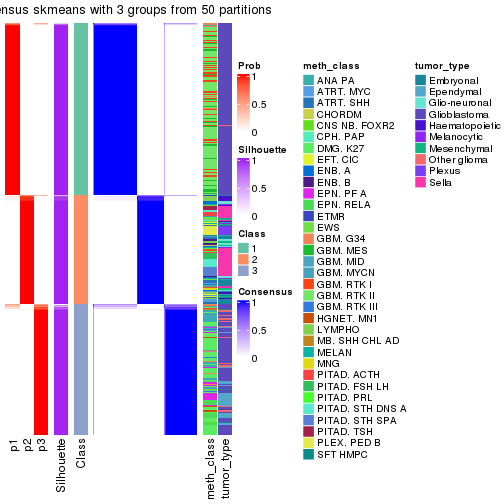 ensus skmeans with 3 groups from 50 partitions
Prob
1
0.5
0
Silhouette
1
0.5
0
Class
1
2
3
Consensus
1
0.5
0
meth_class
ANA PA
ATRT. MYC
ATRT. SHH
CHORDM
CNS NB. FOXR2
CPH. PAP
DMG. K27
EFT. CIC
ENB. A
ENB. B
EPN. PF A
EPN. RELA
ETMR
EWS
GBM. G34
GBM. MES
GBM. MID
GBM. MYCN
GBM. RTK I
GBM. RTK II
GBM. RTK III
HGNET. MN1
LYMPHO
MB. SHH CHL AD
MELAN
MNG
PITAD. ACTH
PITAD. FSH LH
PITAD. PRL
PITAD. STH DNS A
PITAD. STH SPA
PITAD. TSH
PLEX. PED B
SFT HMPC
tumor_type
Embryonal
Ependymal
Glio-neuronal
Glioblastoma
Haematopoietic
Melanocytic
Mesenchymal
Other glioma
Plexus
Sella
p1
p2
p3
Silhouette
Class
meth_class
tumor_type